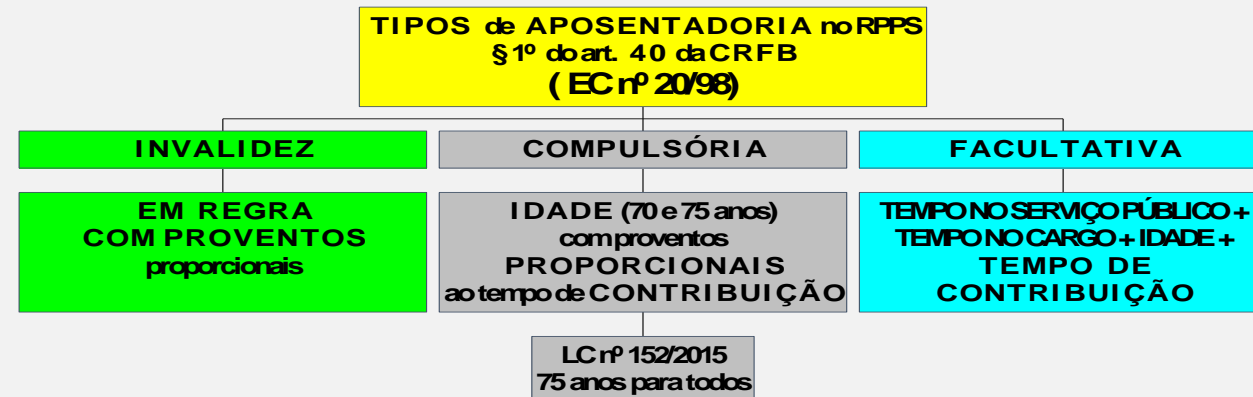 TIPOS de APOSENTADORIA no RPPS
§ 1º do art. 40 da CRFB
( EC nº 20/98)
INVALIDEZ
EM REGRA
COM PROVENTOS
proporcionais
COMPULSÓRIA
IDADE (70 e 75 anos)
com proventos
PROPORCIONAIS
ao tempo de CONTRIBUIÇÃO
LC nº 152/2015
75 anos para todos
FACULTATIVA
TEMPO NO SERVIÇO PÚBLICO +
TEMPO NO CARGO + IDADE +
TEMPO DE
CONTRIBUIÇÃO